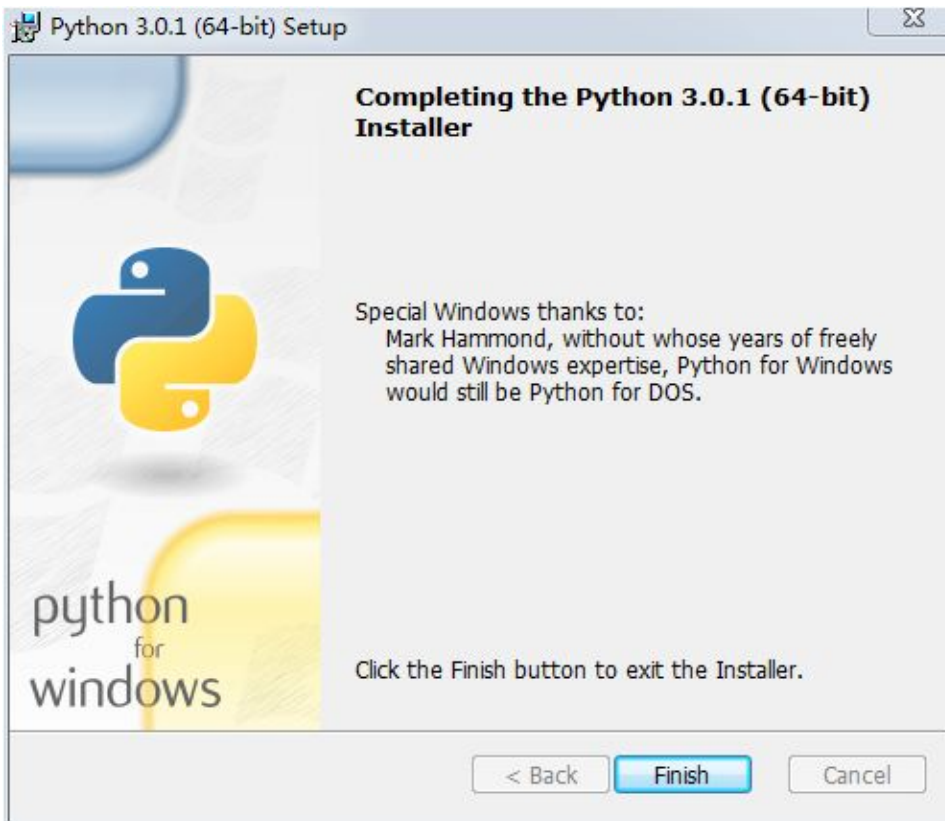 Python 3.0.1 (64-bit) Setup
Completing the Python 3.0.1 (64-bit)
Installer
Special Windows thanks to:
Mark Hammond, without whose years of freely
shared Windows expertise, Python for Windows
would still be Python for DOS.
python
for
windows
Click the Finish button to exit the Installer.
< Back
Finish
Cancel